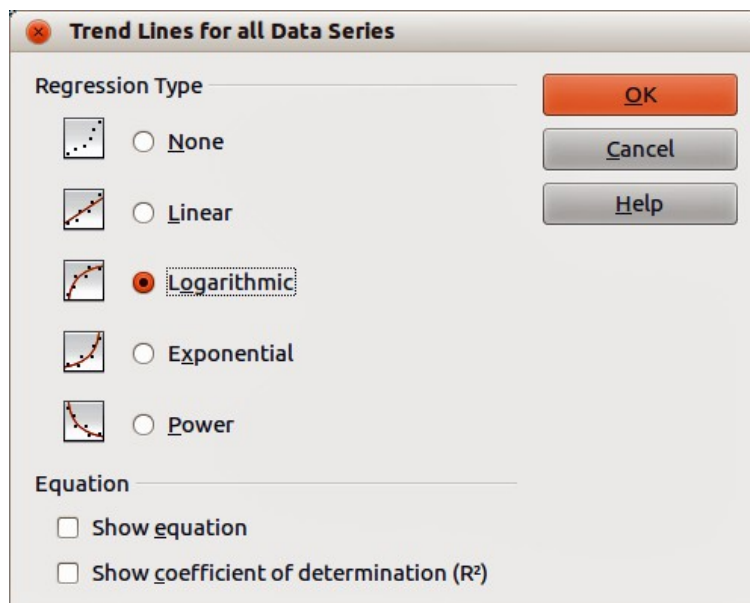 Trend Lines for all Data Series
Regression Type
None
Linear
Logarithmic
Exponential
Power
Equation
Show equation
Show coefficient of determination (R²)
OK
Cancel
Help